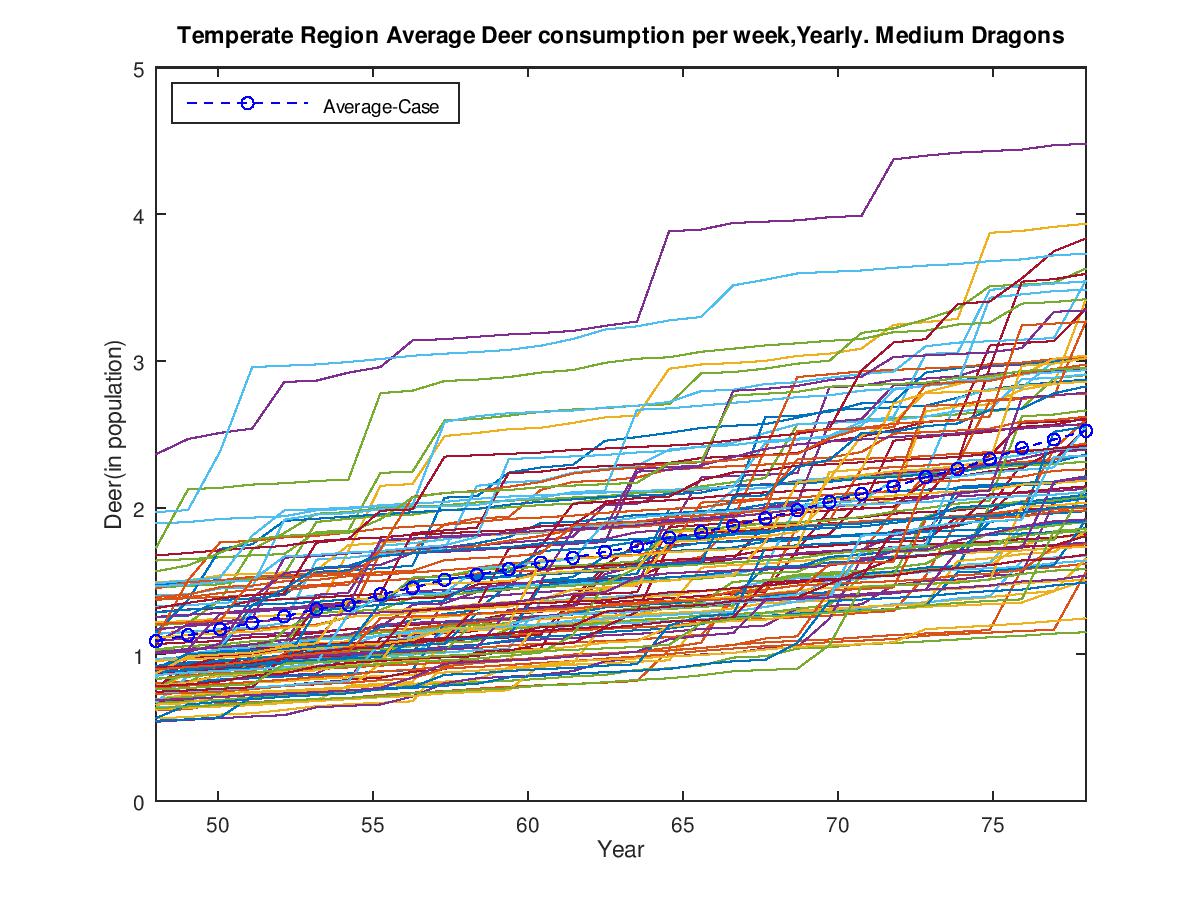 Temperate Region Average Deer consumption per week,Yearly. Medium Dragons
Average-Case
5
4
3
2
1
0
Deer(in population)
50 55 60 65 70 75
Year